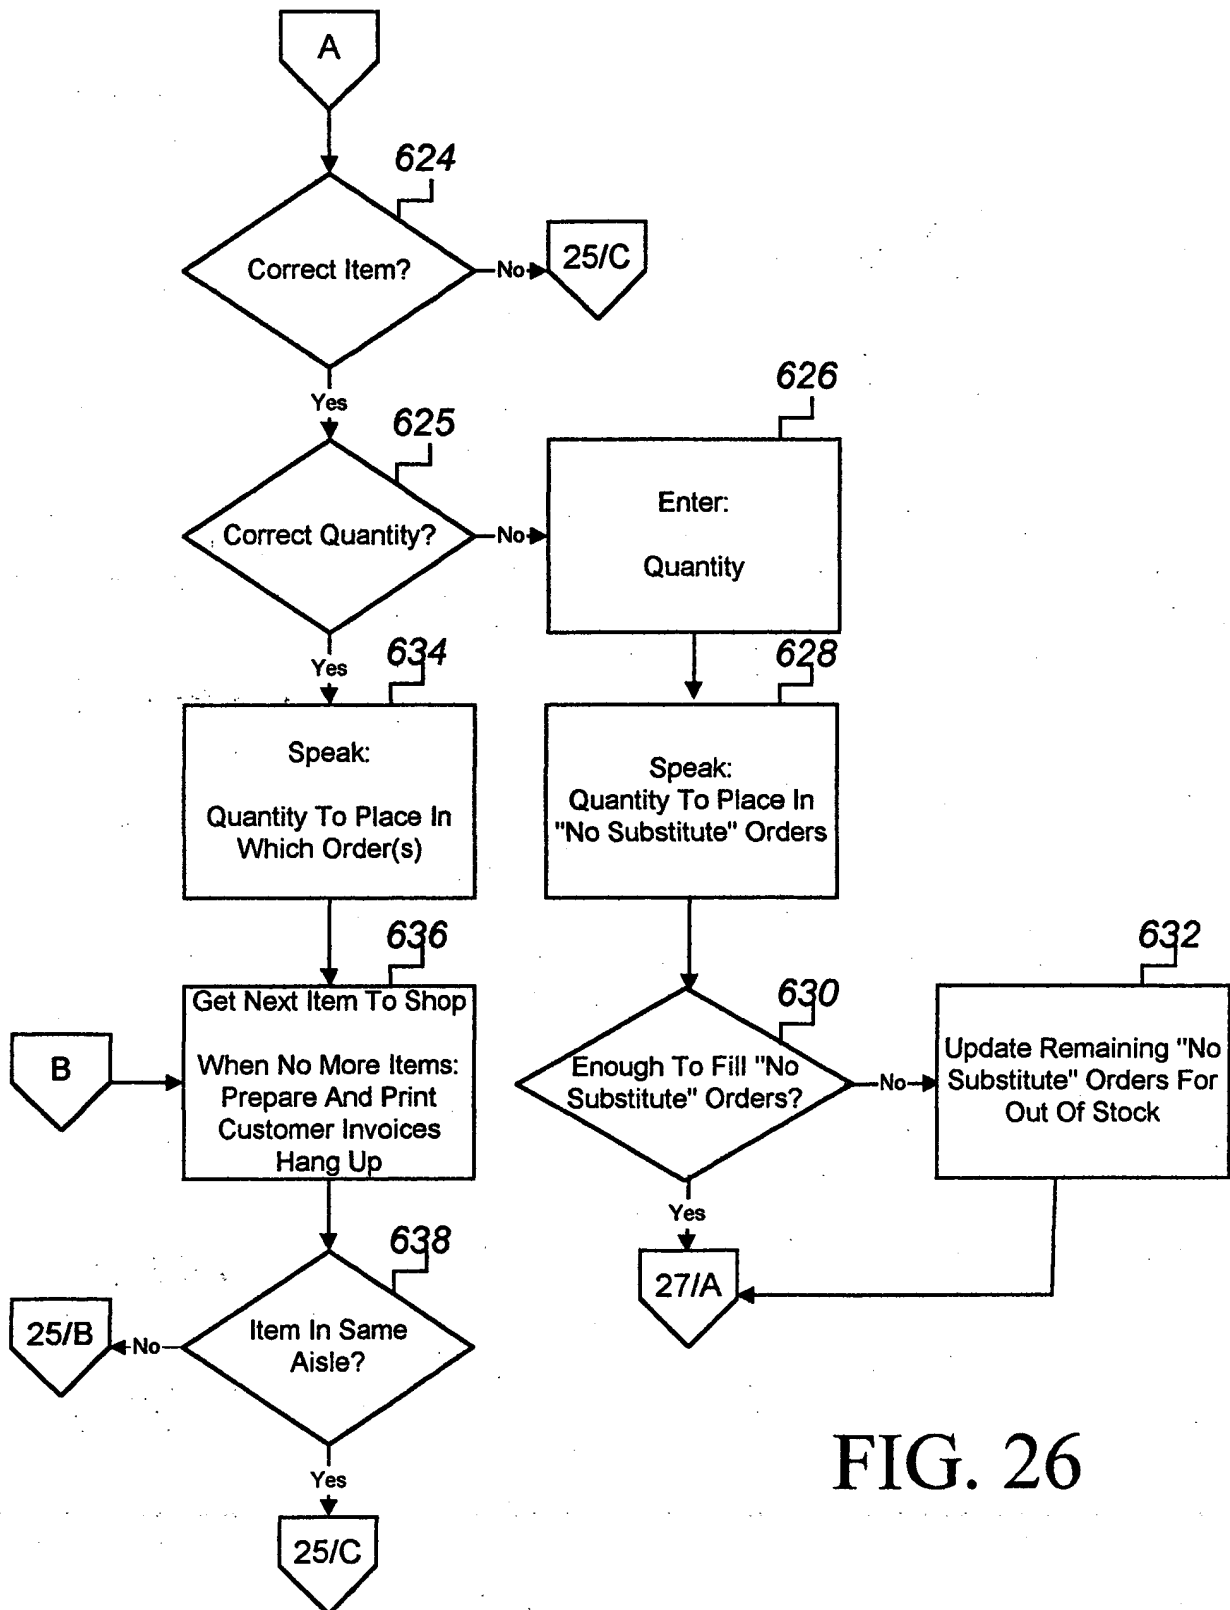 A
624
Correct Item?
No
25/C
Yes
625
Correct Quantity?
No
626
Enter:
Quantity
Yes
634
Speak:
Quantity To Place In
Which Order(s)
628
Speak:
Quantity To Place In
"No Substitute" Orders
636
Get Next Item To Shop
When No More Items:
Prepare And Print
Customer Invoices
Hang Up
B
630
Enough To Fill "No
Substitute" Orders?
No
632
Update Remaining "No
Substitute" Orders For
Out Of Stock
Yes
27/A
638
Item In Same
Aisle?
No
25/B
Yes
25/C
FIG. 26